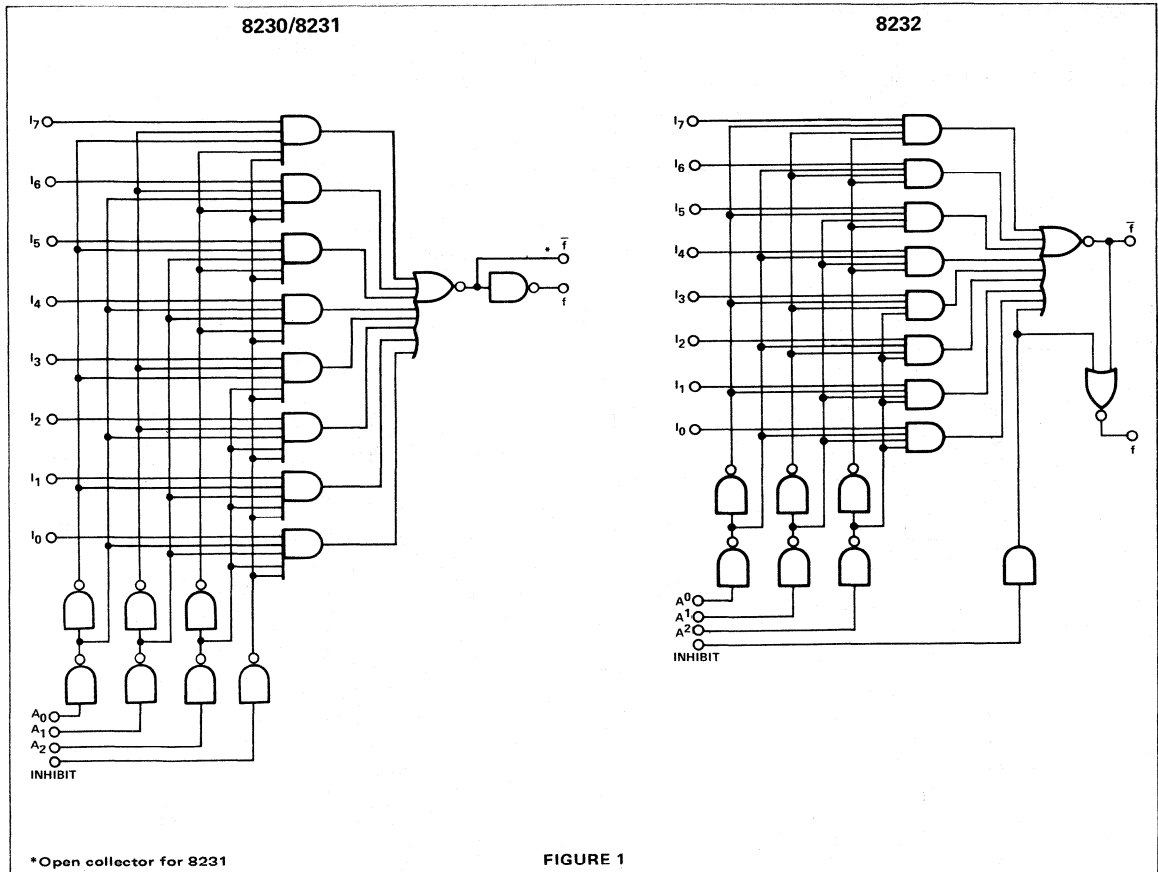 8230/8231
8232
I7
I6
I5
I4
I3
I2
I1
I0
A0
A1
A2
INHIBIT
* f̅
f
I7
I6
I5
I4
I3
I2
I1
I0
A0
A1
A2
INHIBIT
f̅
f
*Open collector for 8231
FIGURE 1